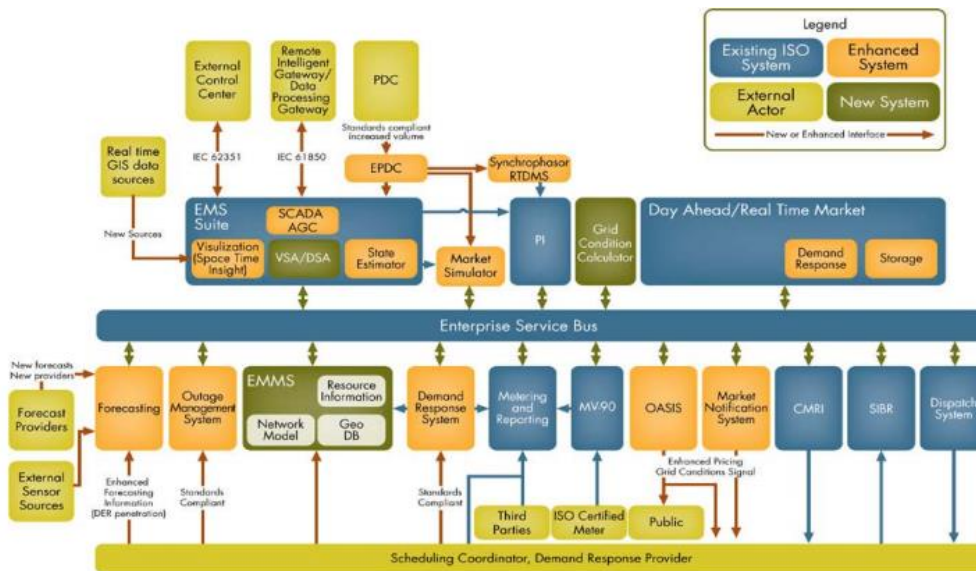 Legend
Existing ISO
System
Enhanced
System
External
Actor
New System
New or Enhanced Interface
External
Control
Center
Remote
Intelligent
Gateway/
Data
Processing
Gateway
PDC
Real time
GIS data
sources
IEC 62351
IEC 61850
Standards compliant
increased volume
EPDC
Synchrophasor
RTDMS
New Sources
EMS
Suite
SCADA
AGC
Visulization
(Space Time
Insight)
VSA/DSA
State
Estimator
Market
Simulator
PI
Grid
Condition
Calculator
Day Ahead/Real Time Market
Demand
Response
Storage
Enterprise Service Bus
New forecasts
New providers
Forecast
Providers
External
Sensor
Sources
Forecasting
Outage
Management
System
EMMS
Resource
Information
Network
Model
Geo
DB
Demand
Response
System
Metering
and
Reporting
MV-90
OASIS
Market
Notification
System
CMRI
SIBR
Dispatch
System
Enhanced
Forecasting
Information
(DER penetration)
Standards
Compliant
Standards
Compliant
Enhanced Pricing
Grid Conditions Signal
Third
Parties
ISO Certified
Meter
Public
Scheduling Coordinator, Demand Response Provider